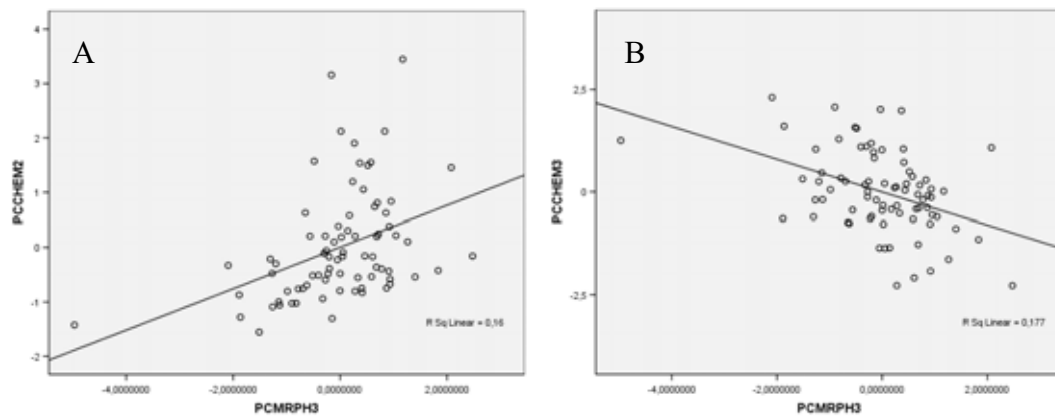 A
PCCHEM2
4
3
2
1
0
-1
-2
R Sq Linear = 0,16
-4,0000000 -2,0000000 0,0000000 2,0000000
PCMRPH3
B
PCCHEM3
2,5
0
-2,5
R Sq Linear = 0,177
-4,0000000 -2,0000000 0,0000000 2,0000000
PCMRPH3